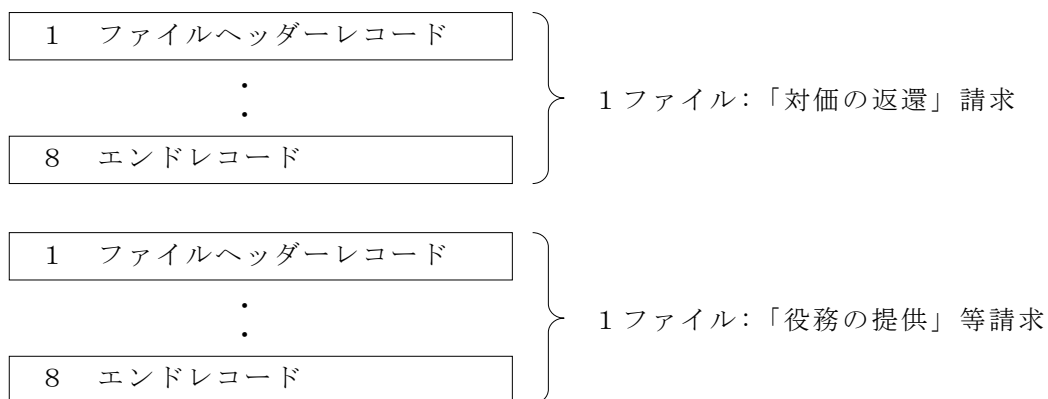 1 ファイルヘッダーレコード
・
・
1ファイル:「対価の返還」請求
8 エンドレコード
1 ファイルヘッダーレコード
・
・
1ファイル:「役務の提供」等請求
8 エンドレコード